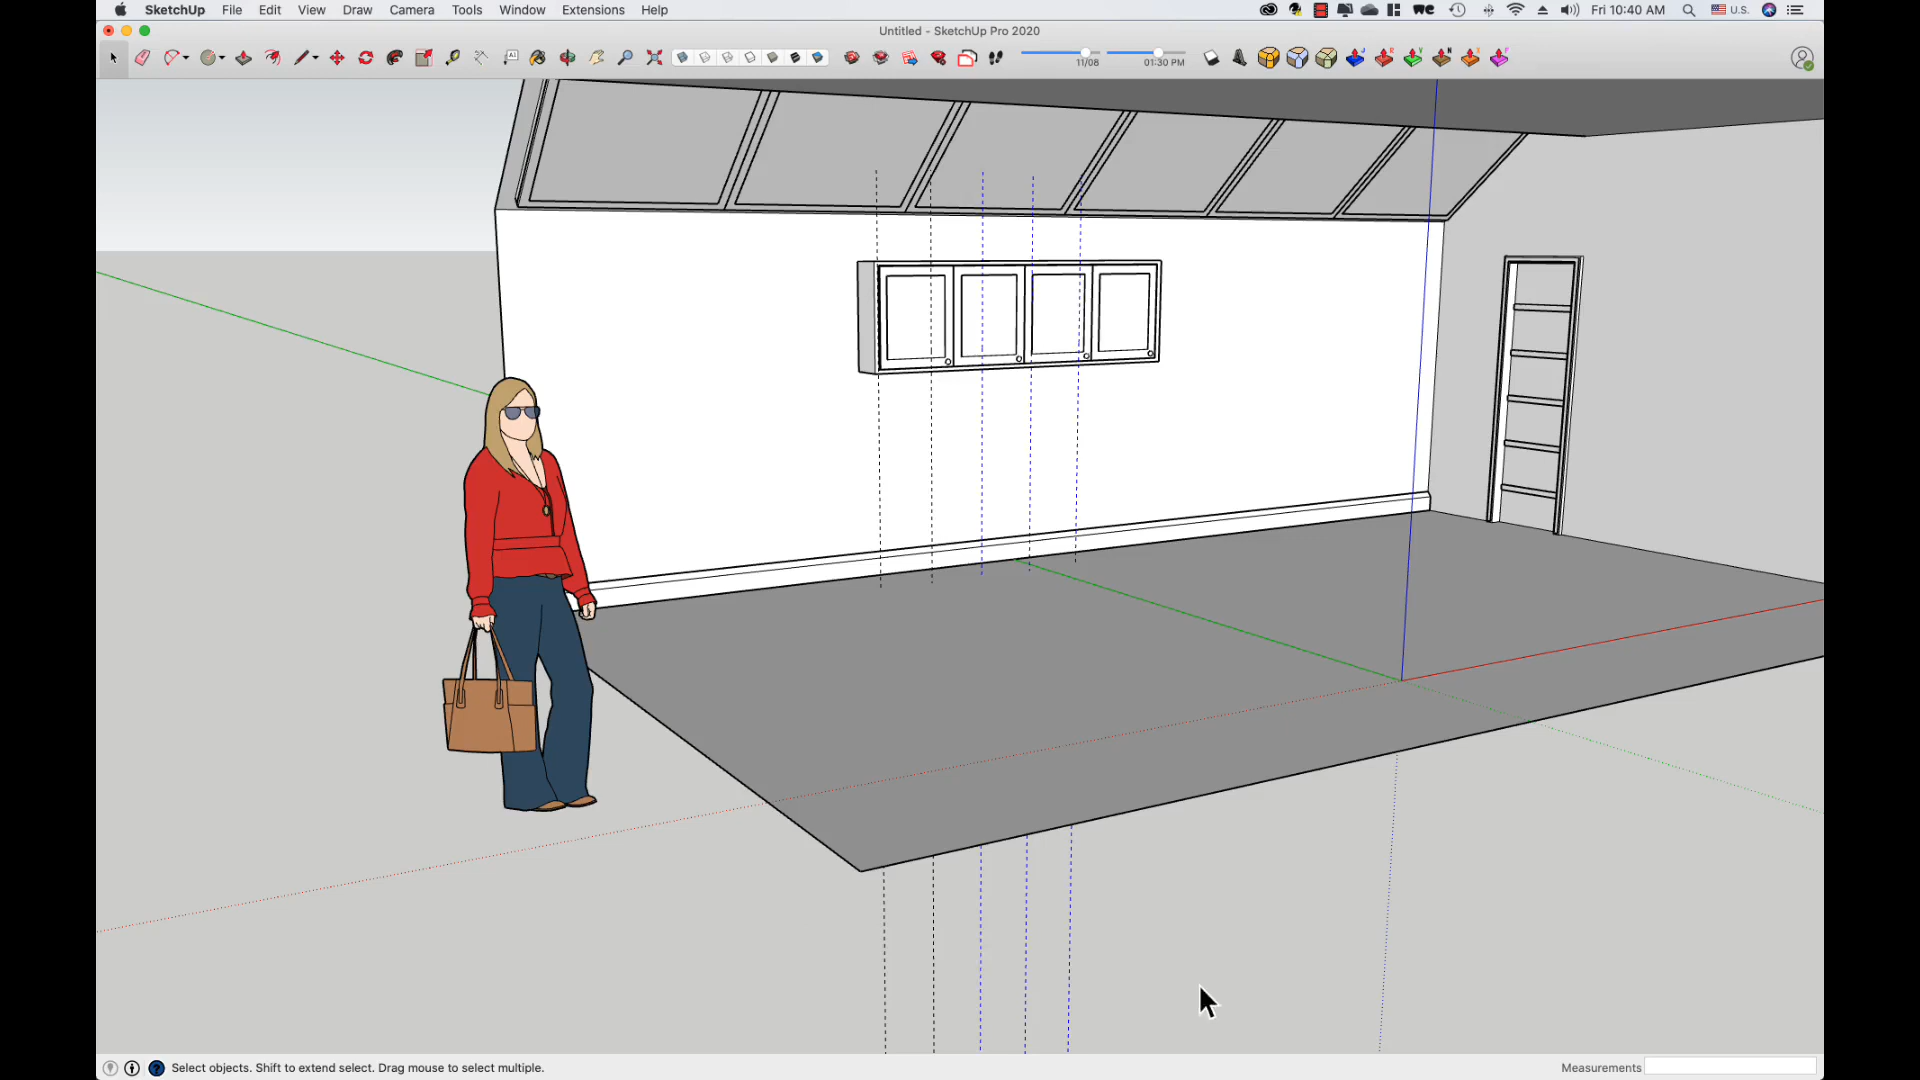 SketchUp File Edit View Draw Camera Tools Window Extensions Help Fri 10:40 AM U.S.
Untitled - SketchUp Pro 2020
11/08 01:30 PM
Select objects. Shift to extend select. Drag mouse to select multiple. Measurements